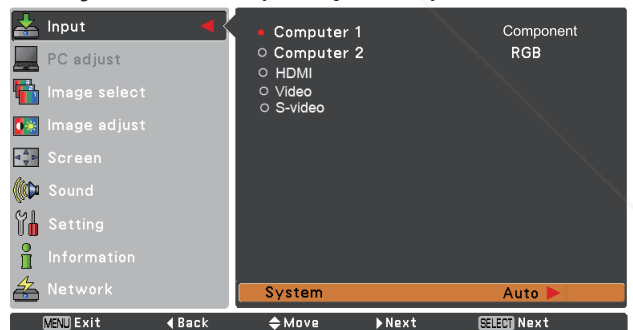 Input
PC adjust
Image select
Image adjust
Screen
Sound
Setting
Information
Network
Computer 1 Component
Computer 2 RGB
HDMI
Video
S-video
System Auto
MENU Exit Back Move Next SELECT Next